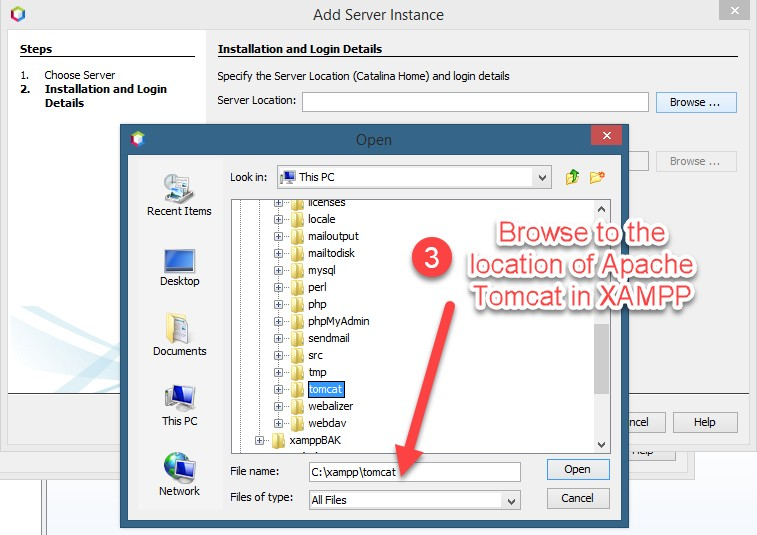 Add Server Instance
Steps
1. Choose Server
2. Installation and Login
Details
Installation and Login Details
Specify the Server Location (Catalina Home) and login details
Server Location:
Browse ...
Browse ...
Open
Look in:
This PC
Recent Items
Desktop
Documents
This PC
Network
licenses
locale
mailoutput
mailtodisk
mysql
perl
php
phpMyAdmin
sendmail
src
tmp
tomcat
webalizer
webdav
xamppBAK
3
Browse to the
location of Apache
Tomcat in XAMPP
File name:
C:\xampp\tomcat
Open
Files of type:
All Files
Cancel
ncel
Help
Help